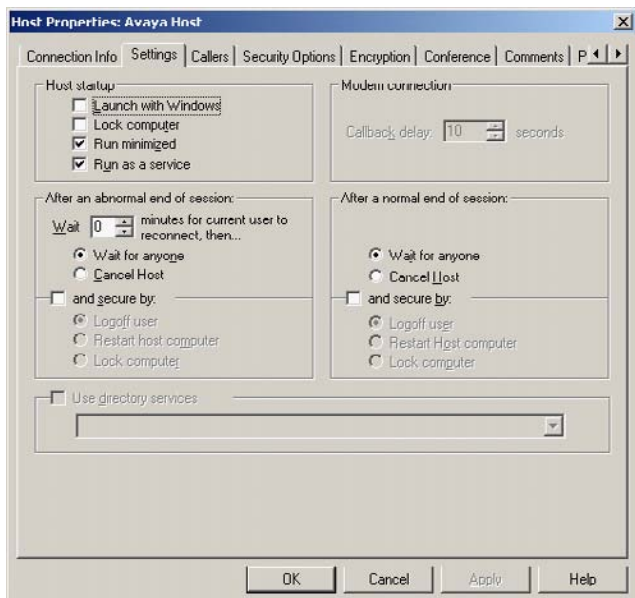 Host Properties: Avaya Host
Connection Info Settings Callers Security Options Encryption Conference Comments P
Host startup
Launch with Windows
Lock computer
Run minimized
Run as a service
Modem connection
Callback delay: 10 seconds
After an abnormal end of session:
Wait 0 minutes for current user to
reconnect, then...
Wait for anyone
Cancel Host
and secure by:
Logoff user
Restart host computer
Lock computer
After a normal end of session:
Wait for anyone
Cancel Host
and secure by:
Logoff user
Restart Host computer
Lock computer
Use directory services
OK Cancel Apply Help